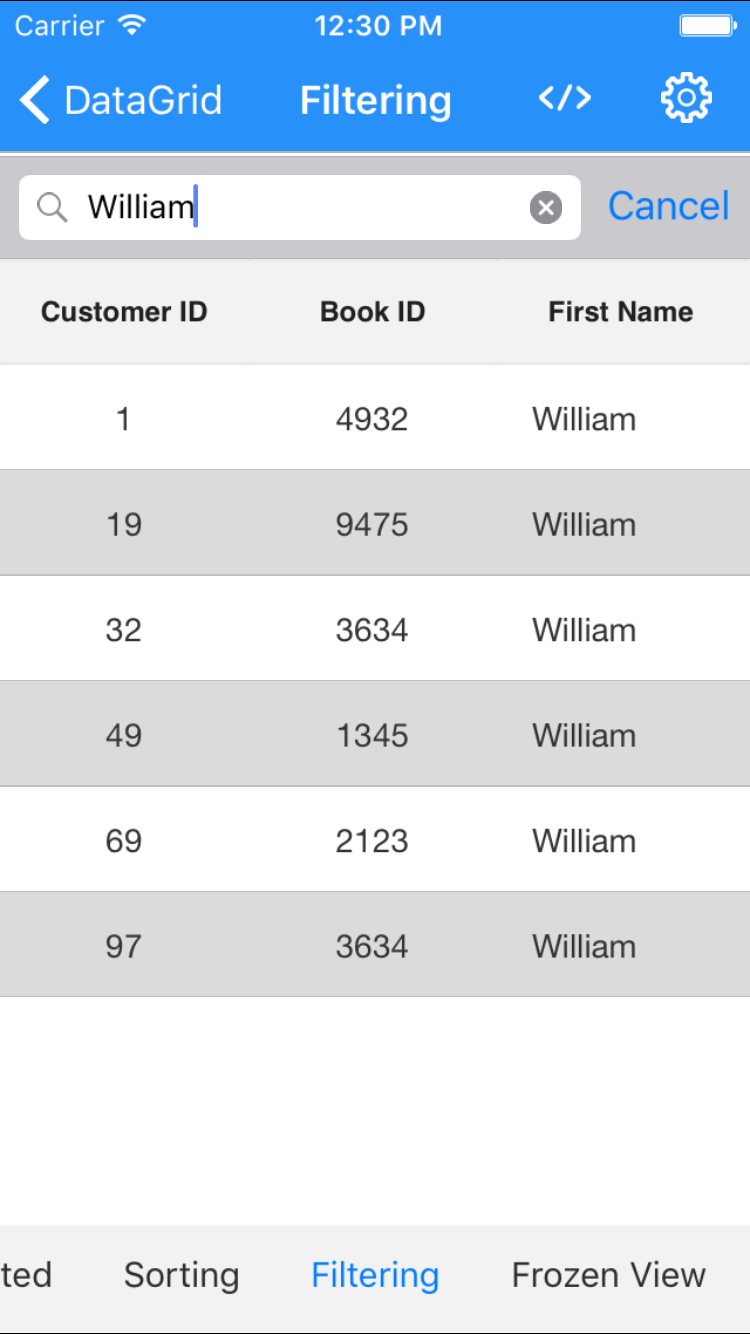 Carrier 12:30 PM
DataGrid Filtering </>
William Cancel
Customer ID Book ID First Name
1 4932 William
19 9475 William
32 3634 William
49 1345 William
69 2123 William
97 3634 William
ted Sorting Filtering Frozen View